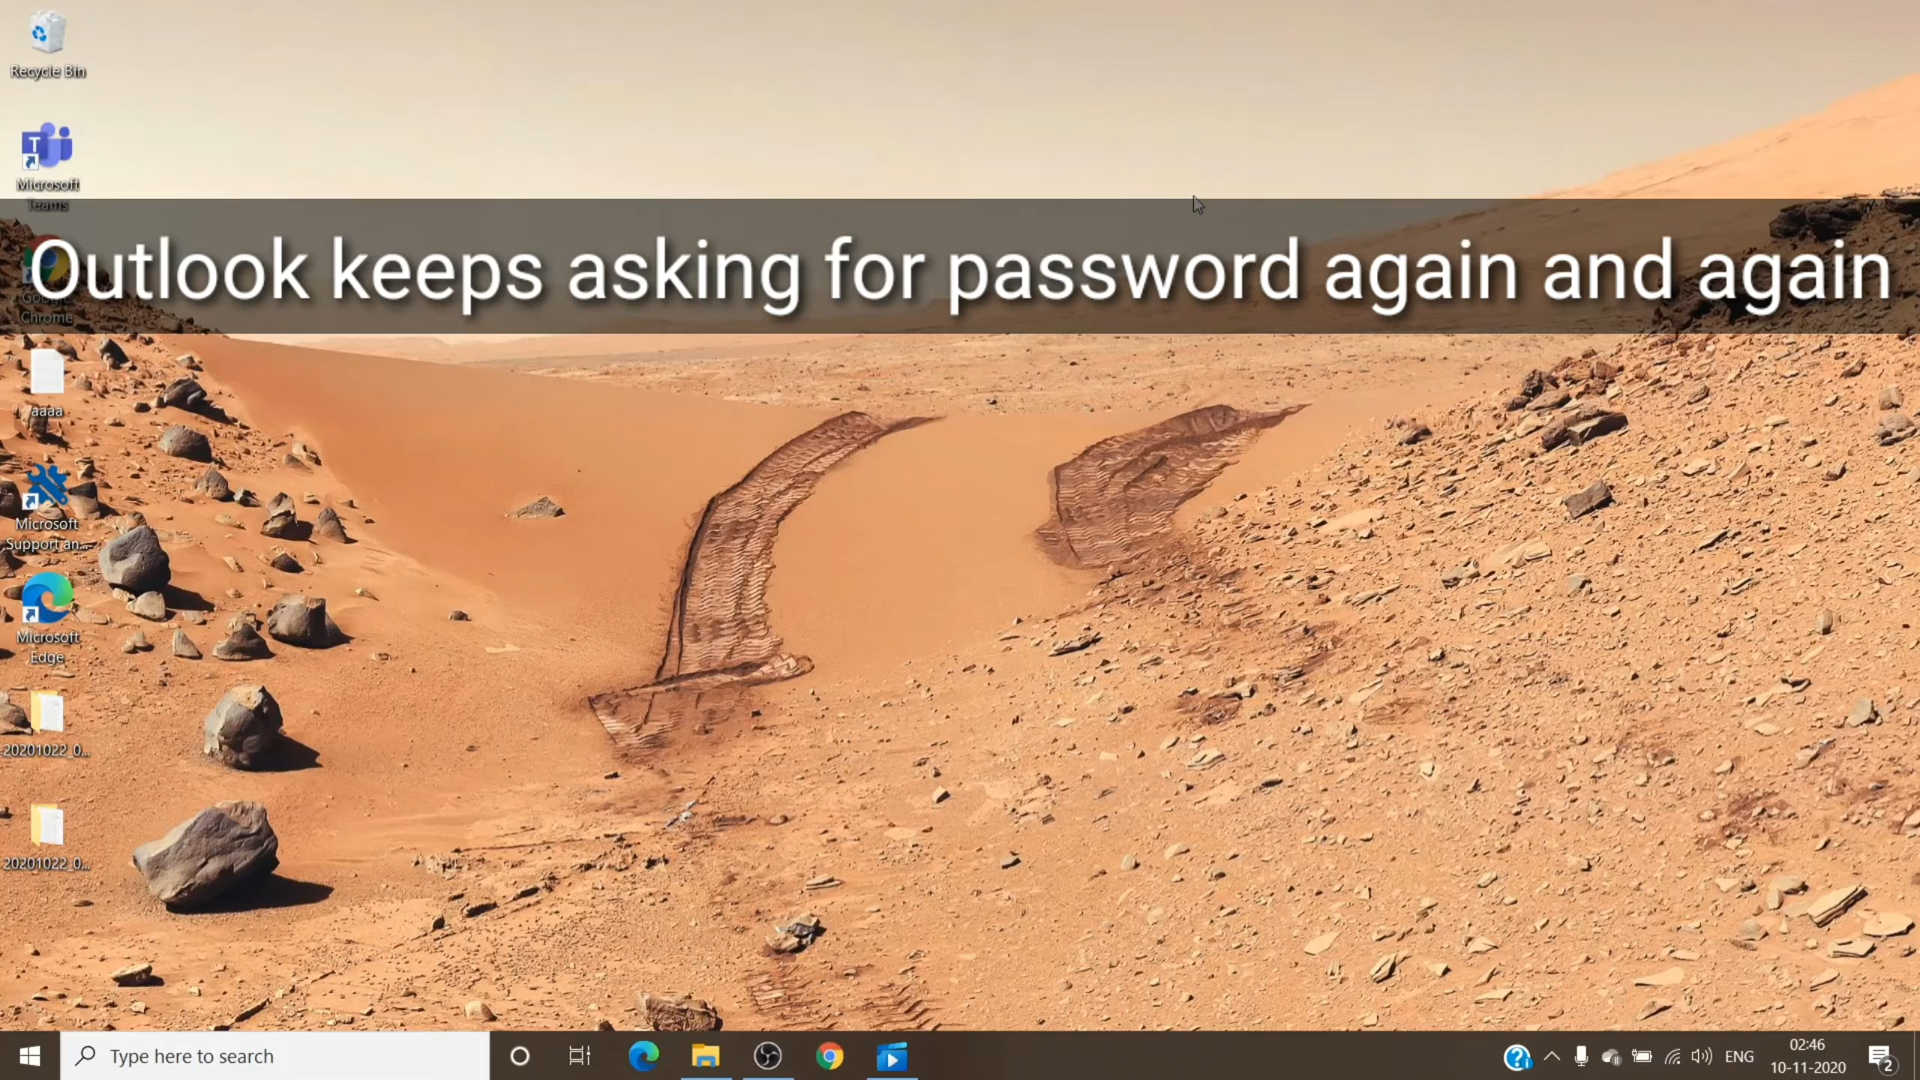 Recycle Bin
Microsoft
Teams
Outlook keeps asking for password again and again
Google
Chrome
aaaa
Microsoft
Support an...
Microsoft
Edge
20201022_0...
20201022_0...
Type here to search
ENG
02:46
10-11-2020
2